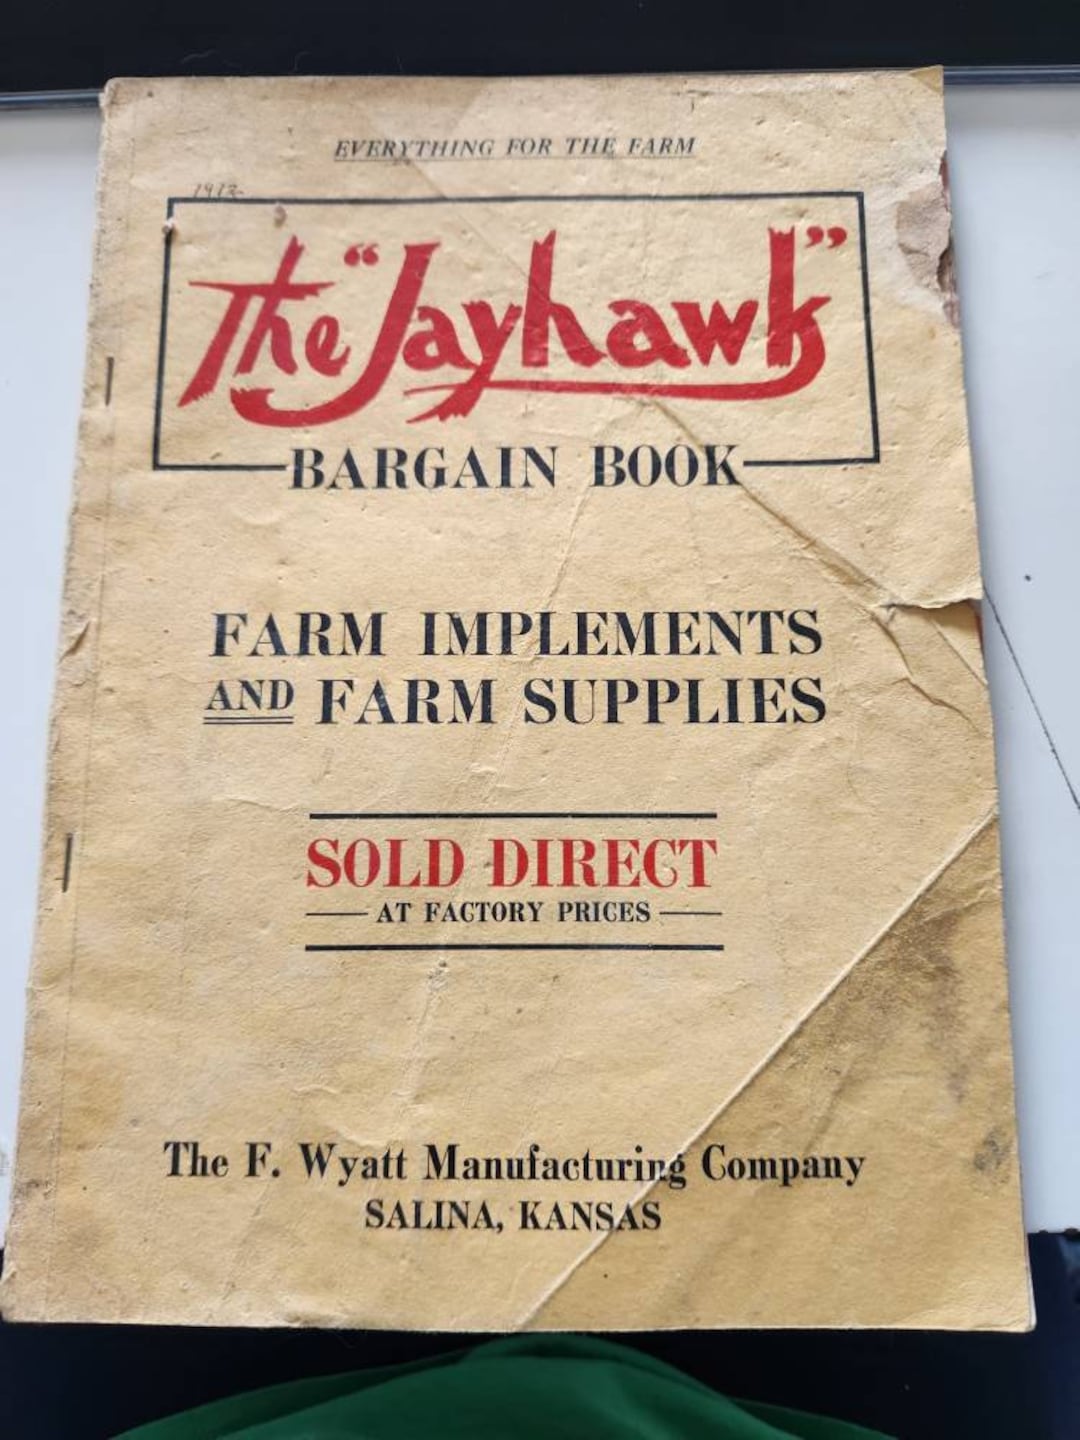 EVERYTHING FOR THE FARM
1912
The "Jayhawk"
BARGAIN BOOK
FARM IMPLEMENTS
AND FARM SUPPLIES
SOLD DIRECT
AT FACTORY PRICES
The F. Wyatt Manufacturing Company
SALINA, KANSAS